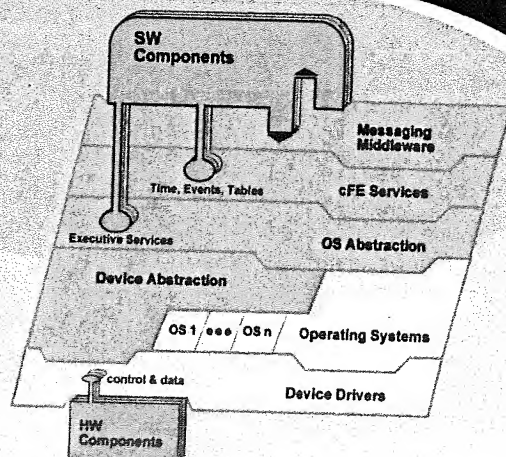 SW
Components
Messaging
Middleware
Time, Events, Tables
cFE Services
Executive Services
OS Abstraction
Device Abstraction
OS 1
OS n
Operating Systems
control & data
Device Drivers
HW
Components